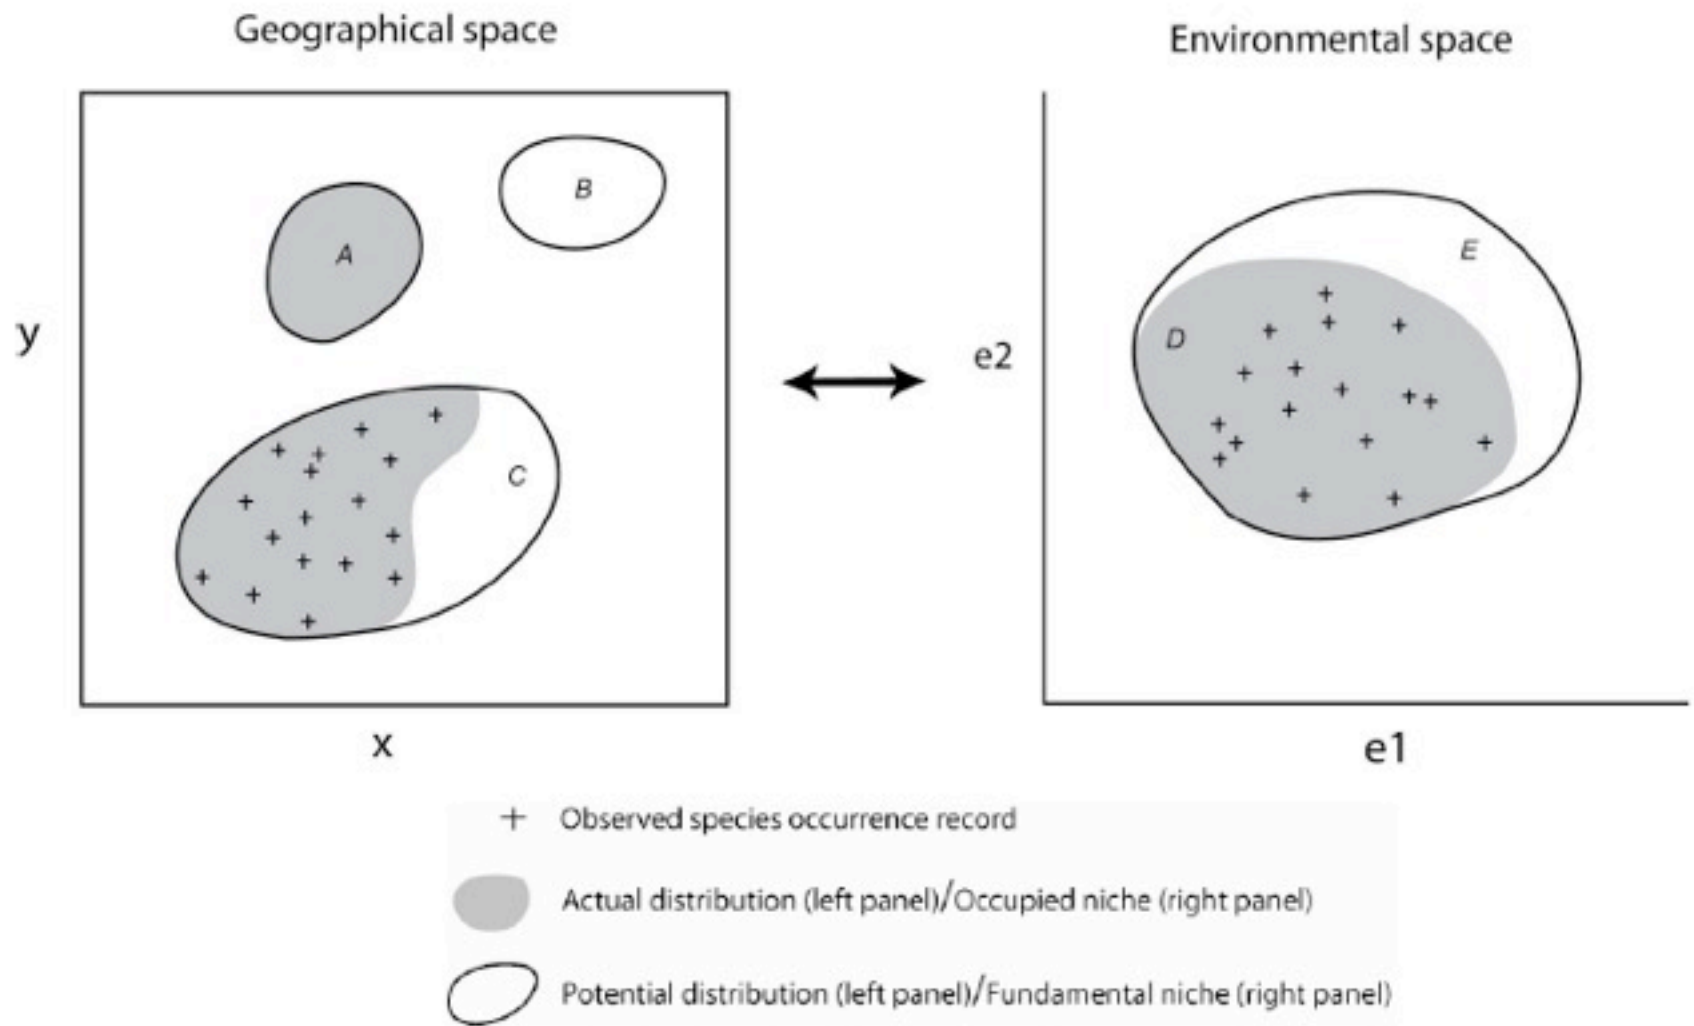 Geographical space
Environmental space
A
B
C
y
x
D
E
e2
e1
+ Observed species occurrence record
Actual distribution (left panel)/Occupied niche (right panel)
Potential distribution (left panel)/Fundamental niche (right panel)